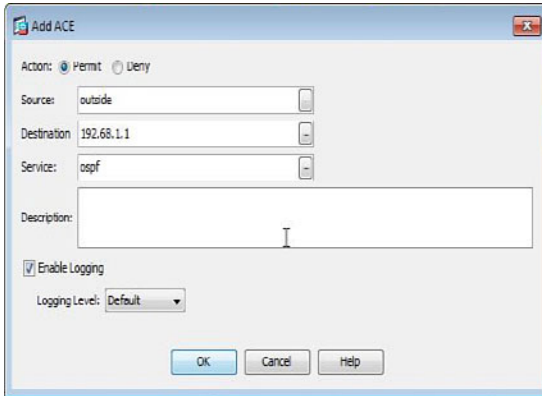 Add ACE
Action: Permit Deny
Source: outside
Destination 192.68.1.1
Service: ospf
Description:
Enable Logging
Logging Level: Default
OK Cancel Help